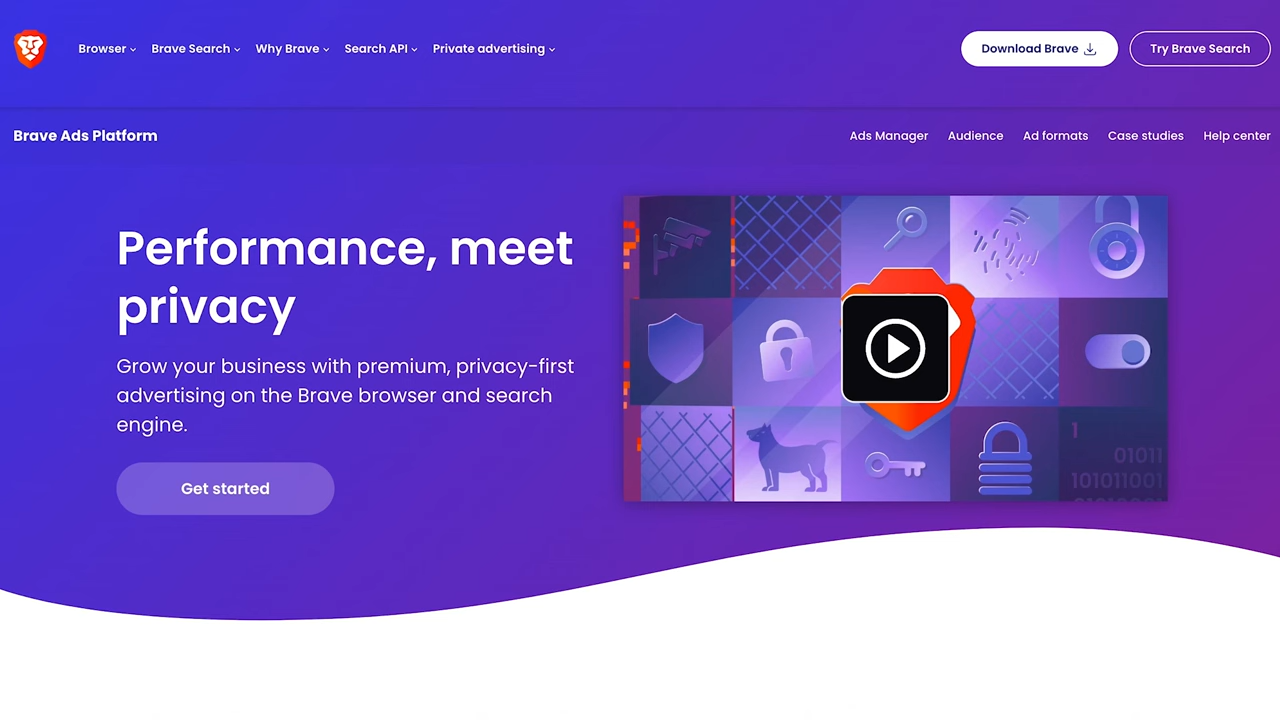 Browser Brave Search Why Brave Search API Private advertising Download Brave Try Brave Search
Brave Ads Platform Ads Manager Audience Ad formats Case studies Help center
Performance, meet
privacy
Grow your business with premium, privacy-first
advertising on the Brave browser and search
engine.
Get started
1
01011
101011001